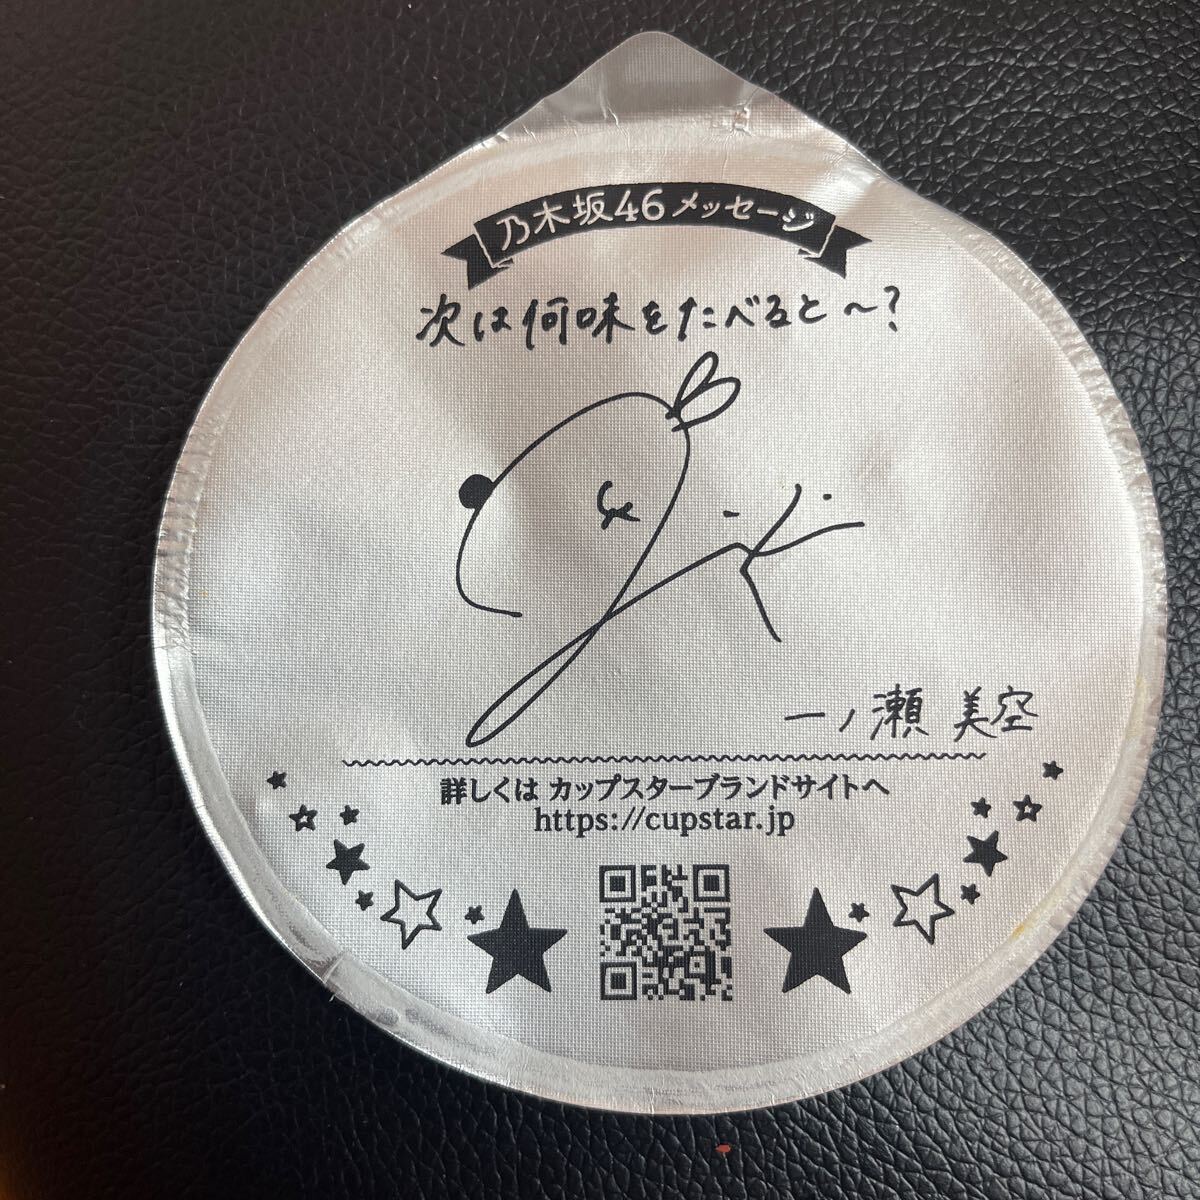 乃木坂46メッセージ
次は何味をたべると〜?
一ノ瀬 美空
詳しくは カップスターブランドサイトへ
https://cupstar.jp